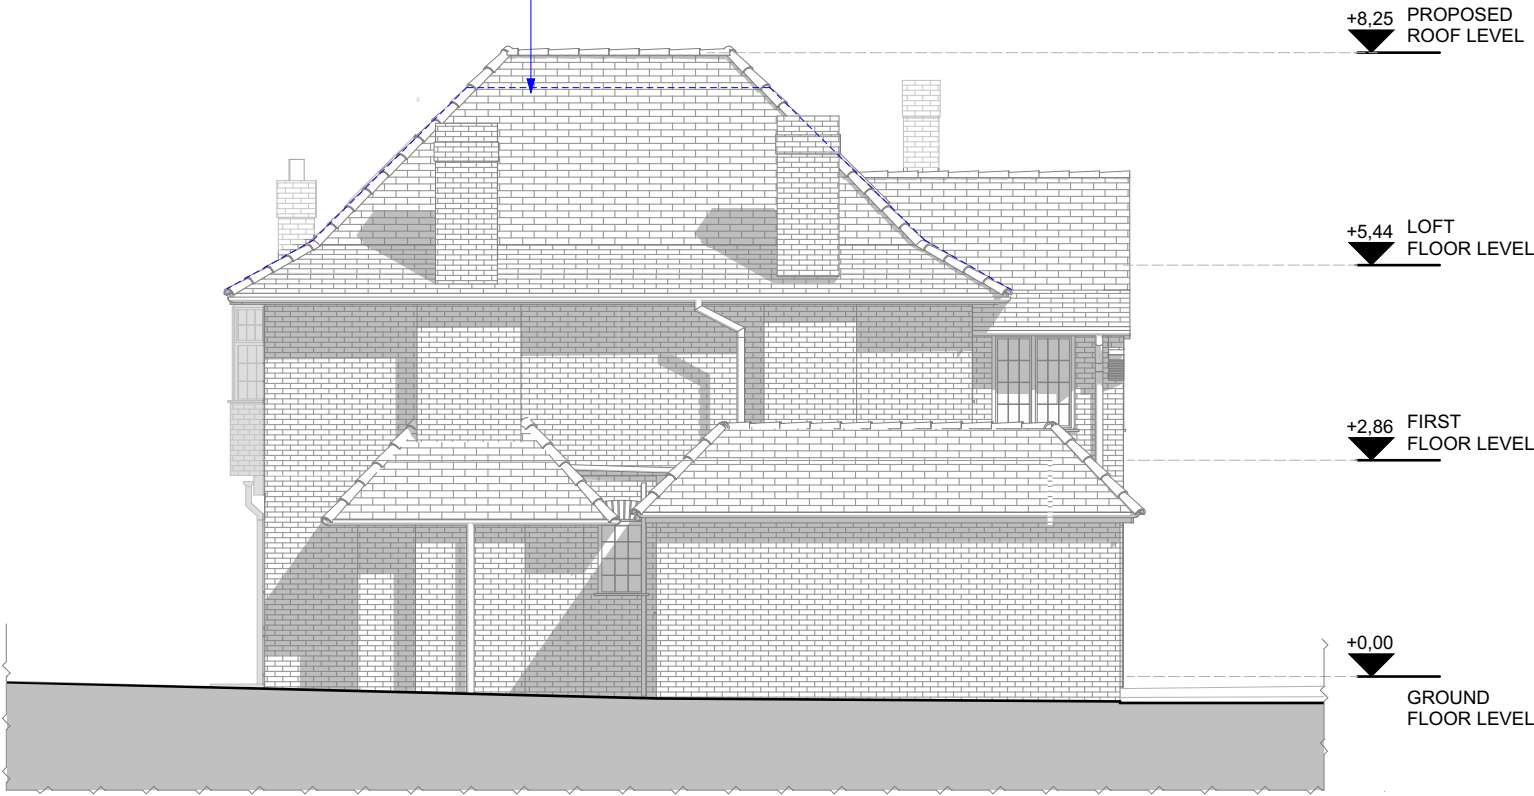 +8,25 PROPOSED
ROOF LEVEL
+5,44 LOFT
FLOOR LEVEL
+2,86 FIRST
FLOOR LEVEL
+0,00
GROUND
FLOOR LEVEL